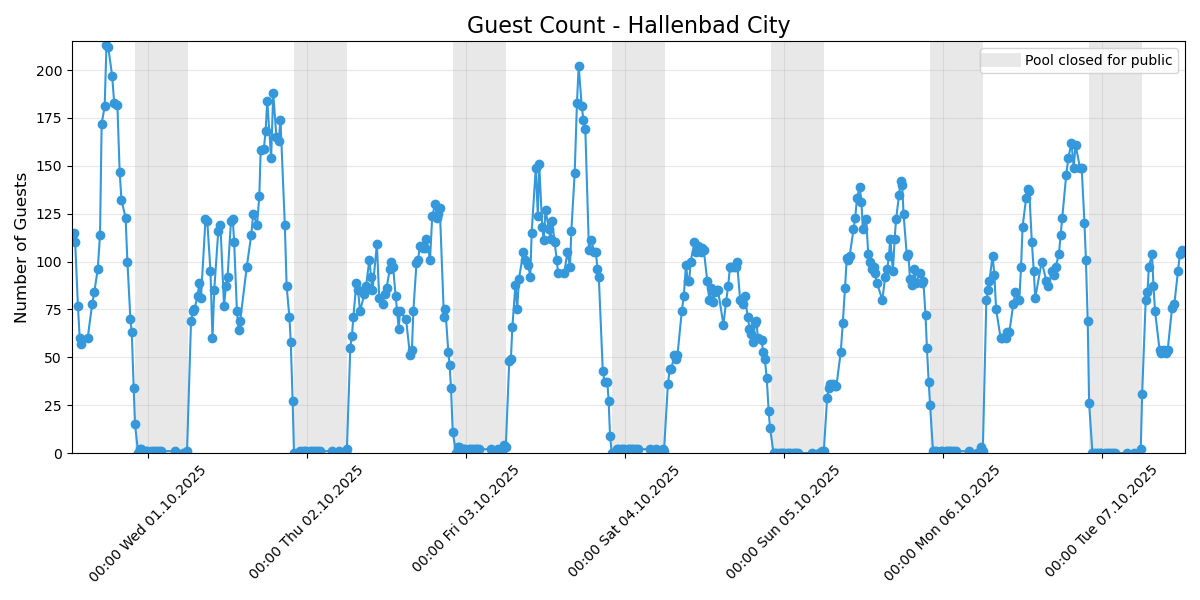 Guest Count - Hallenbad City
Pool closed for public
Number of Guests
200
175
150
125
100
75
50
25
0
00:00 Wed 01.10.2025
00:00 Thu 02.10.2025
00:00 Fri 03.10.2025
00:00 Sat 04.10.2025
00:00 Sun 05.10.2025
00:00 Mon 06.10.2025
00:00 Tue 07.10.2025